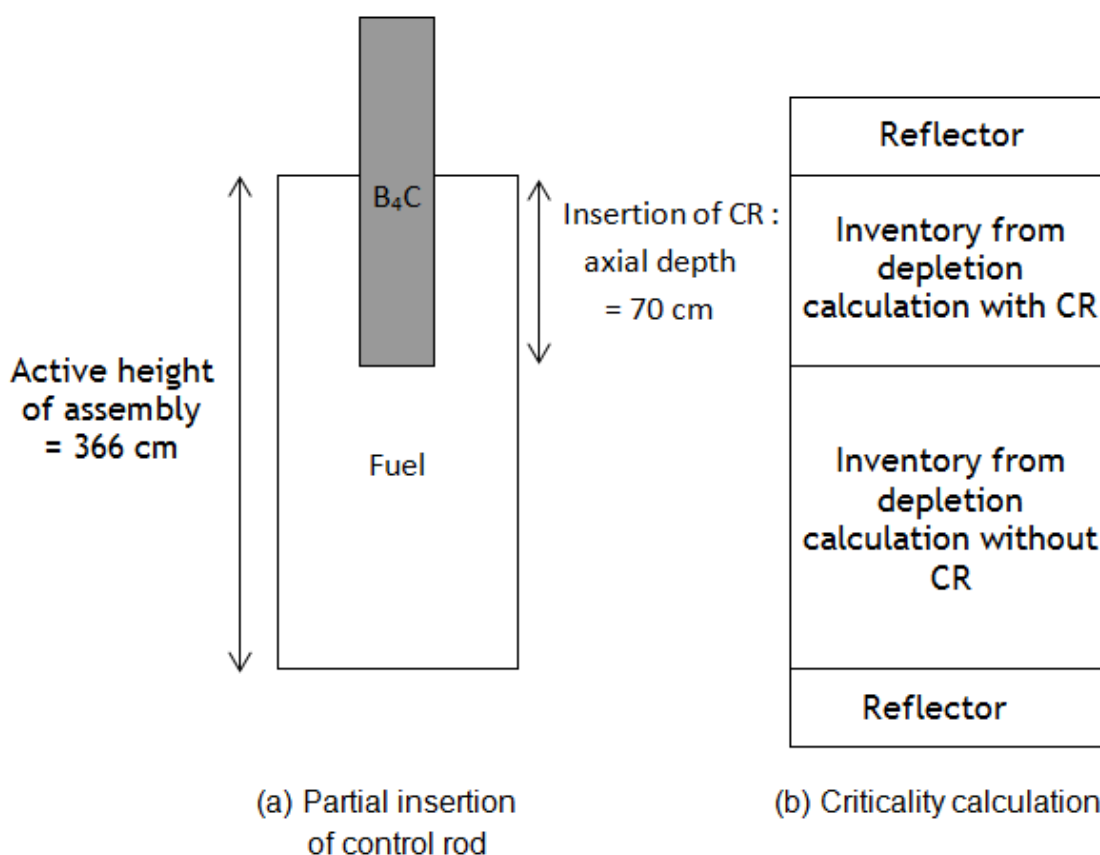 Active height
of assembly
= 366 cm
B₄C
Fuel
Insertion of CR :
axial depth
= 70 cm
(a) Partial insertion
of control rod
Reflector
Inventory from
depletion
calculation with CR
Inventory from
depletion
calculation without
CR
Reflector
(b) Criticality calculation